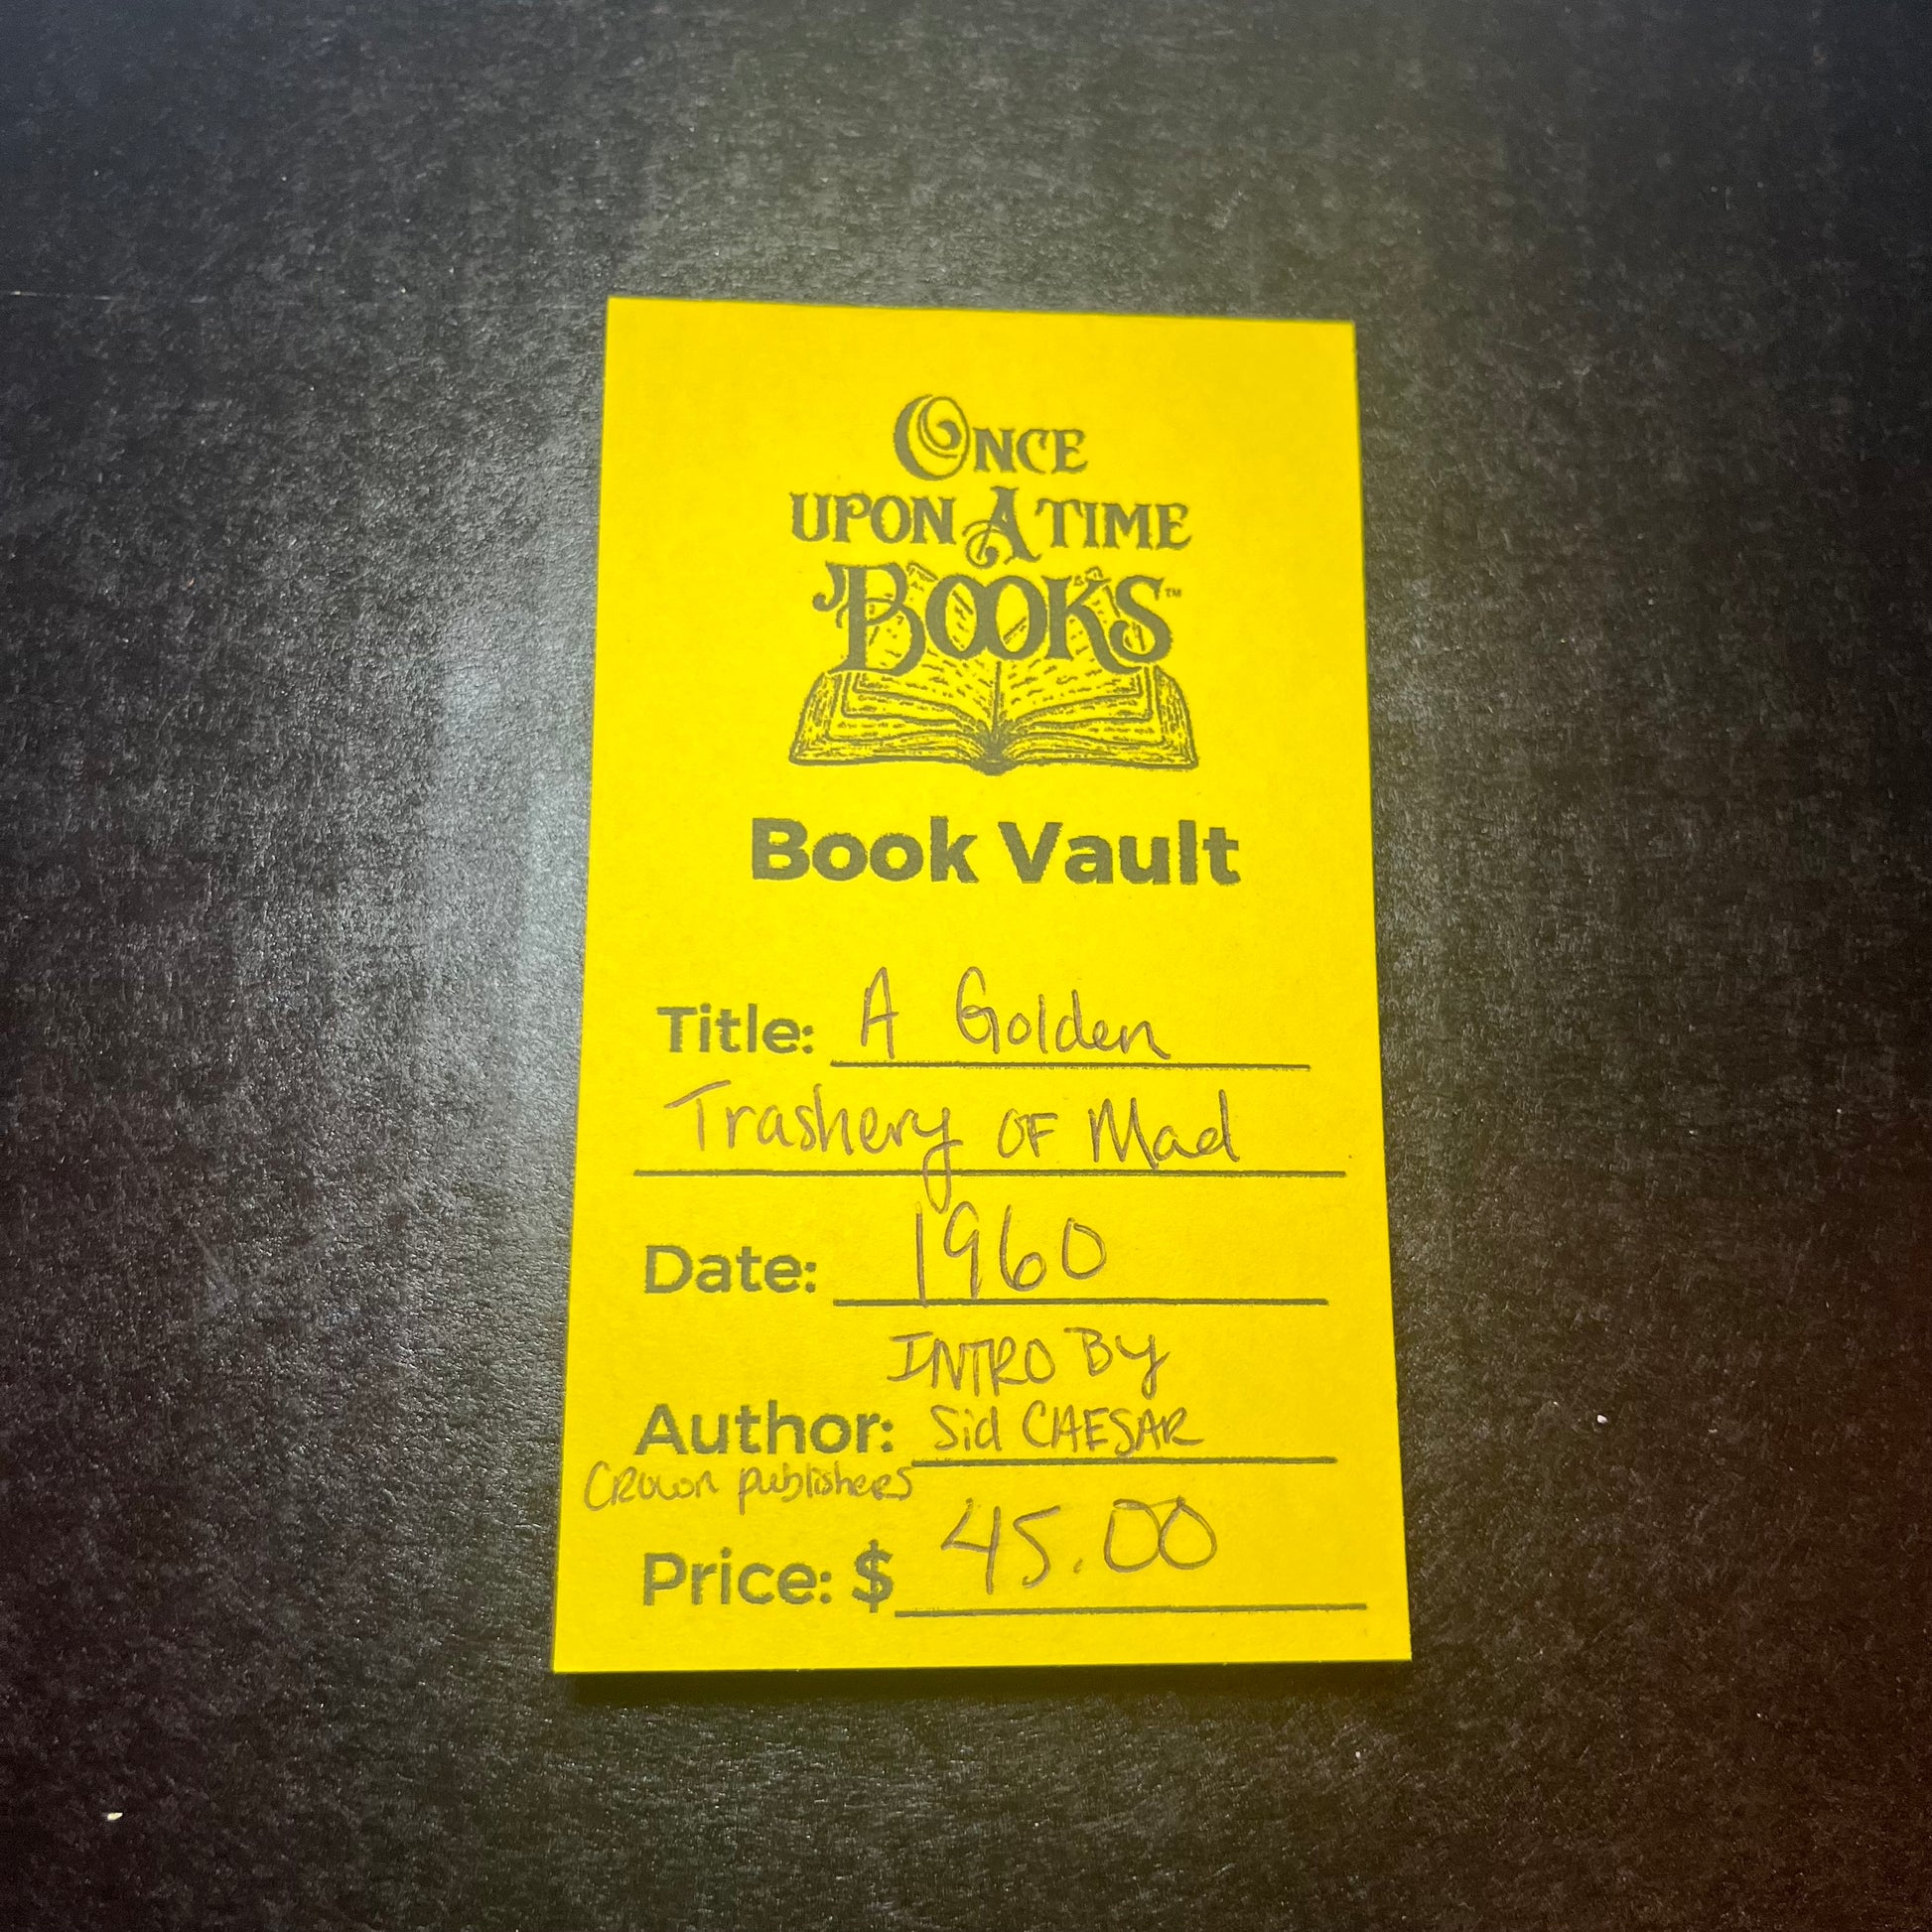 ONCE
UPON A TIME
BOOKS™
Book Vault
Title: A Golden
Trashery OF Mad
Date: 1960
INTRO By
Author: Sid CAESAR
CROWN publishers
Price: $ 45.00